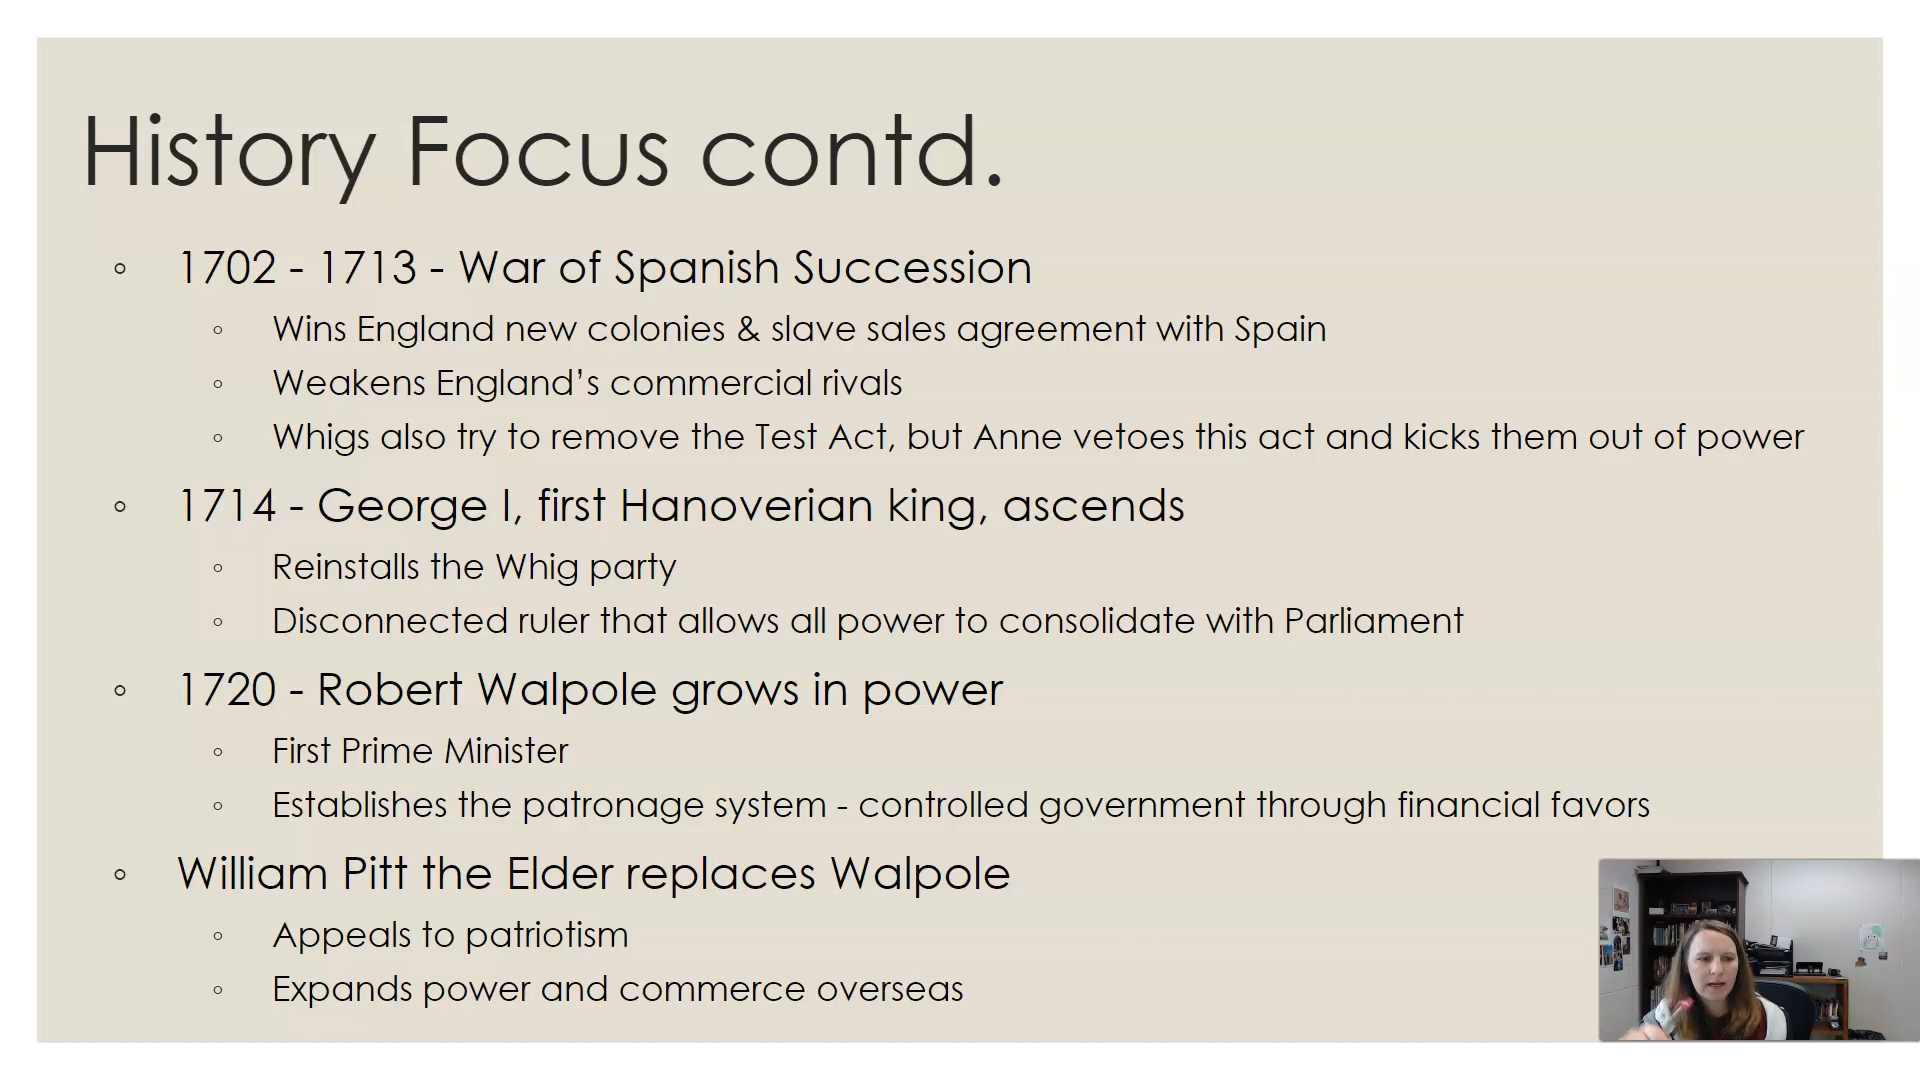 History Focus contd.
1702 - 1713 - War of Spanish Succession
Wins England new colonies & slave sales agreement with Spain
Weakens England’s commercial rivals
Whigs also try to remove the Test Act, but Anne vetoes this act and kicks them out of power
1714 - George I, first Hanoverian king, ascends
Reinstalls the Whig party
Disconnected ruler that allows all power to consolidate with Parliament
1720 - Robert Walpole grows in power
First Prime Minister
Establishes the patronage system - controlled government through financial favors
William Pitt the Elder replaces Walpole
Appeals to patriotism
Expands power and commerce overseas